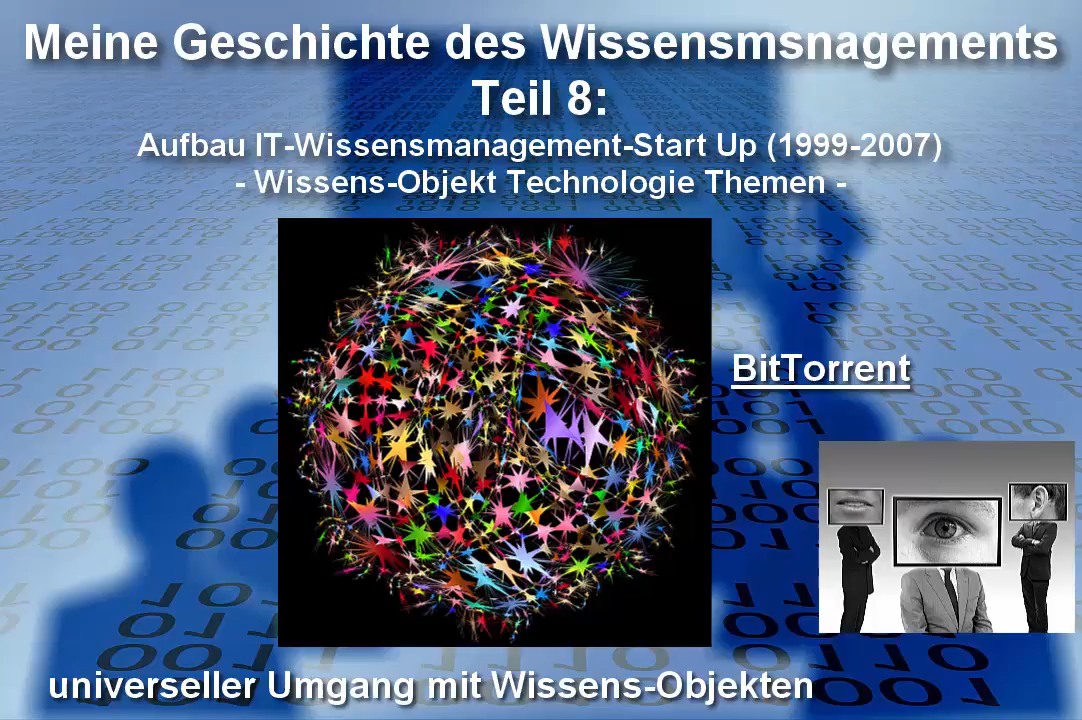 Meine Geschichte des Wissensmsnagements
Teil 8:
Aufbau IT-Wissensmanagement-Start Up (1999-2007)
- Wissens-Objekt Technologie Themen -
BitTorrent
universeller Umgang mit Wissens-Objekten